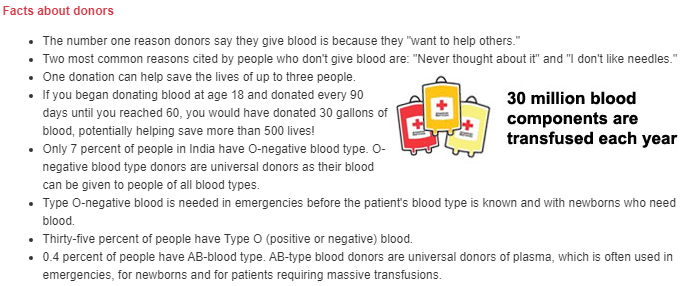 Facts about donors
• The number one reason donors say they give blood is because they "want to help others."
• Two most common reasons cited by people who don't give blood are: "Never thought about it" and "I don't like needles."
• One donation can help save the lives of up to three people.
• If you began donating blood at age 18 and donated every 90
days until you reached 60, you would have donated 30 gallons of
blood, potentially helping save more than 500 lives!
30 million blood
components are
transfused each year
• Only 7 percent of people in India have O-negative blood type. O-
negative blood type donors are universal donors as their blood
can be given to people of all blood types.
• Type O-negative blood is needed in emergencies before the patient's blood type is known and with newborns who need
blood.
• Thirty-five percent of people have Type O (positive or negative) blood.
• 0.4 percent of people have AB-blood type. AB-type blood donors are universal donors of plasma, which is often used in
emergencies, for newborns and for patients requiring massive transfusions.